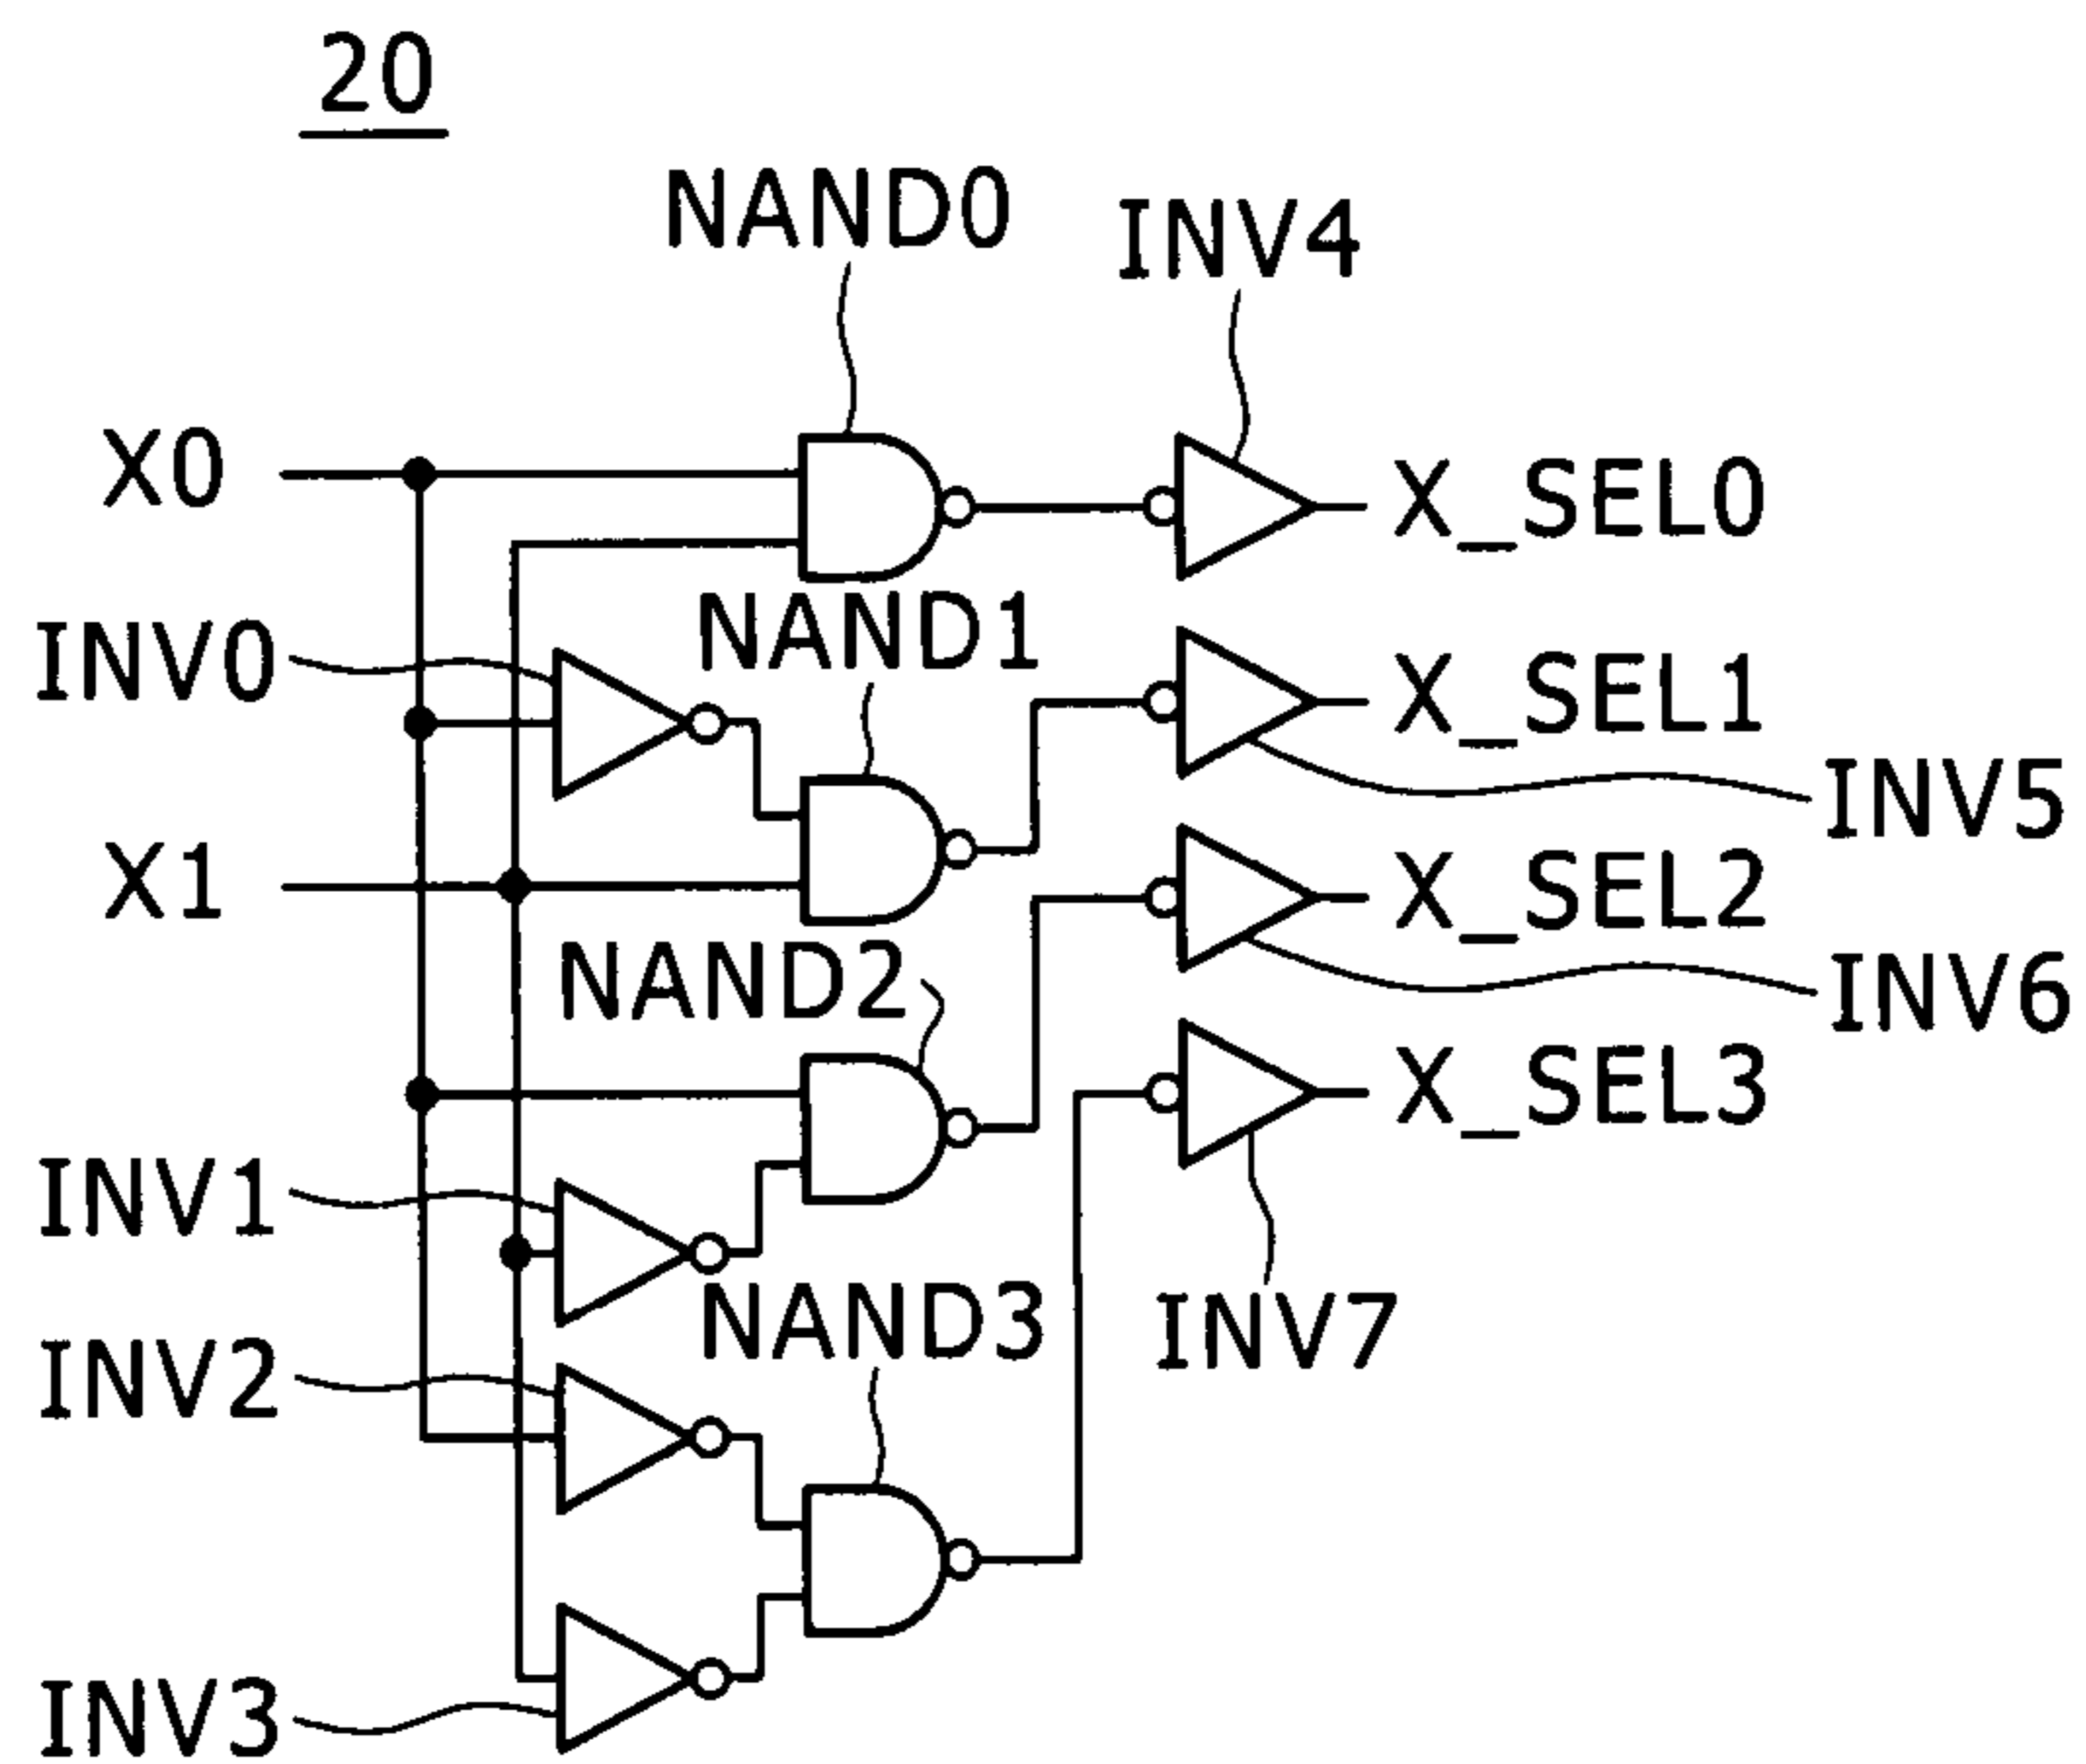 20
NAND0
INV4
X0
X_SEL0
NAND1
INV0
X_SEL1
INV5
X1
X_SEL2
NAND2
INV6
X_SEL3
INV1
NAND3
INV7
INV2
INV3